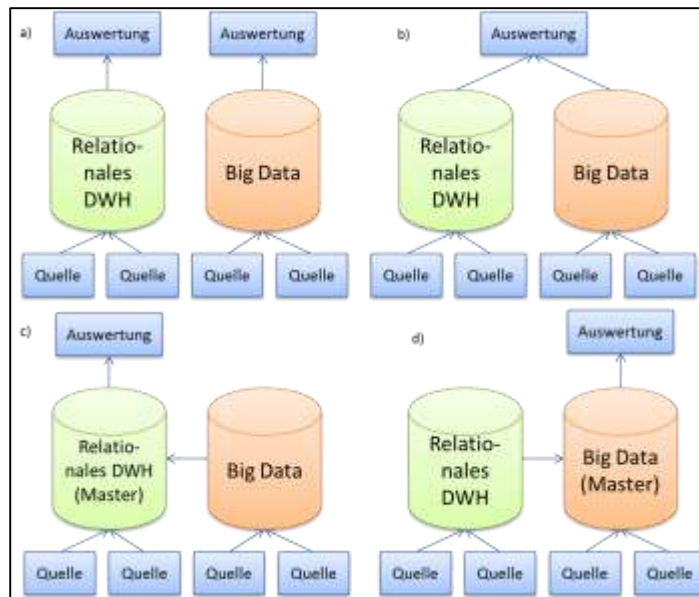 a)
Auswertung
Auswertung
Relatio-
nales
DWH
Big Data
Quelle
Quelle
Quelle
Quelle
b)
Auswertung
Relatio-
nales
DWH
Big Data
Quelle
Quelle
Quelle
Quelle
c)
Auswertung
Relatio-
nales DWH
(Master)
Big Data
Quelle
Quelle
Quelle
Quelle
d)
Auswertung
Relatio-
nales
DWH
Big Data
(Master)
Quelle
Quelle
Quelle
Quelle